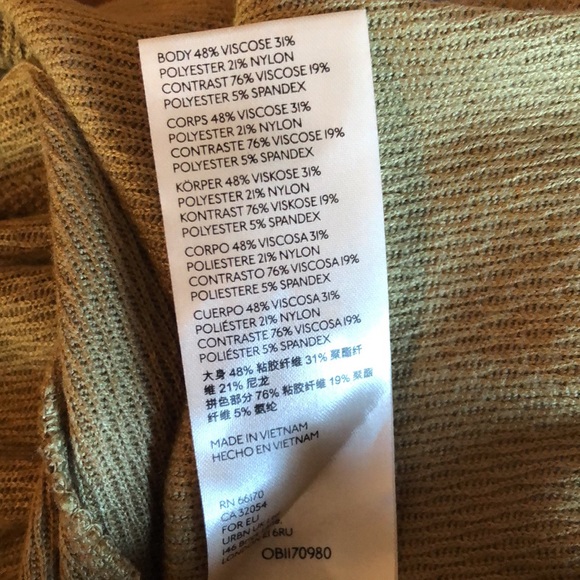 BODY 48% VISCOSE 31%
POLYESTER 21% NYLON
CONTRAST 76% VISCOSE 19%
POLYESTER 5% SPANDEX
CORPS 48% VISCOSE 31%
POLYESTER 21% NYLON
CONTRASTE 76% VISCOSE 19%
POLYESTER 5% SPANDEX
KÖRPER 48% VISKOSE 31%
POLYESTER 21% NYLON
KONTRAST 76% VISKOSE 19%
POLYESTER 5% SPANDEX
CORPO 48% VISCOSA 31%
POLIESTERE 21% NYLON
CONTRASTO 76% VISCOSA 19%
POLIESTERE 5% SPANDEX
CUERPO 48% VISCOSA 31%
POLIÉSTER 21% NYLON
CONTRASTE 76% VISCOSA 19%
POLIÉSTER 5% SPANDEX
大身 48% 粘胶纤维 31% 聚酯纤
维 21% 尼龙
拼色部分 76% 粘胶纤维 19% 聚酯
纤维 5% 氨纶
MADE IN VIETNAM
HECHO EN VIETNAM
RN 66170
CA 32054
FOR EU
URBN UK
146 6RU
LONDON
OB1170980